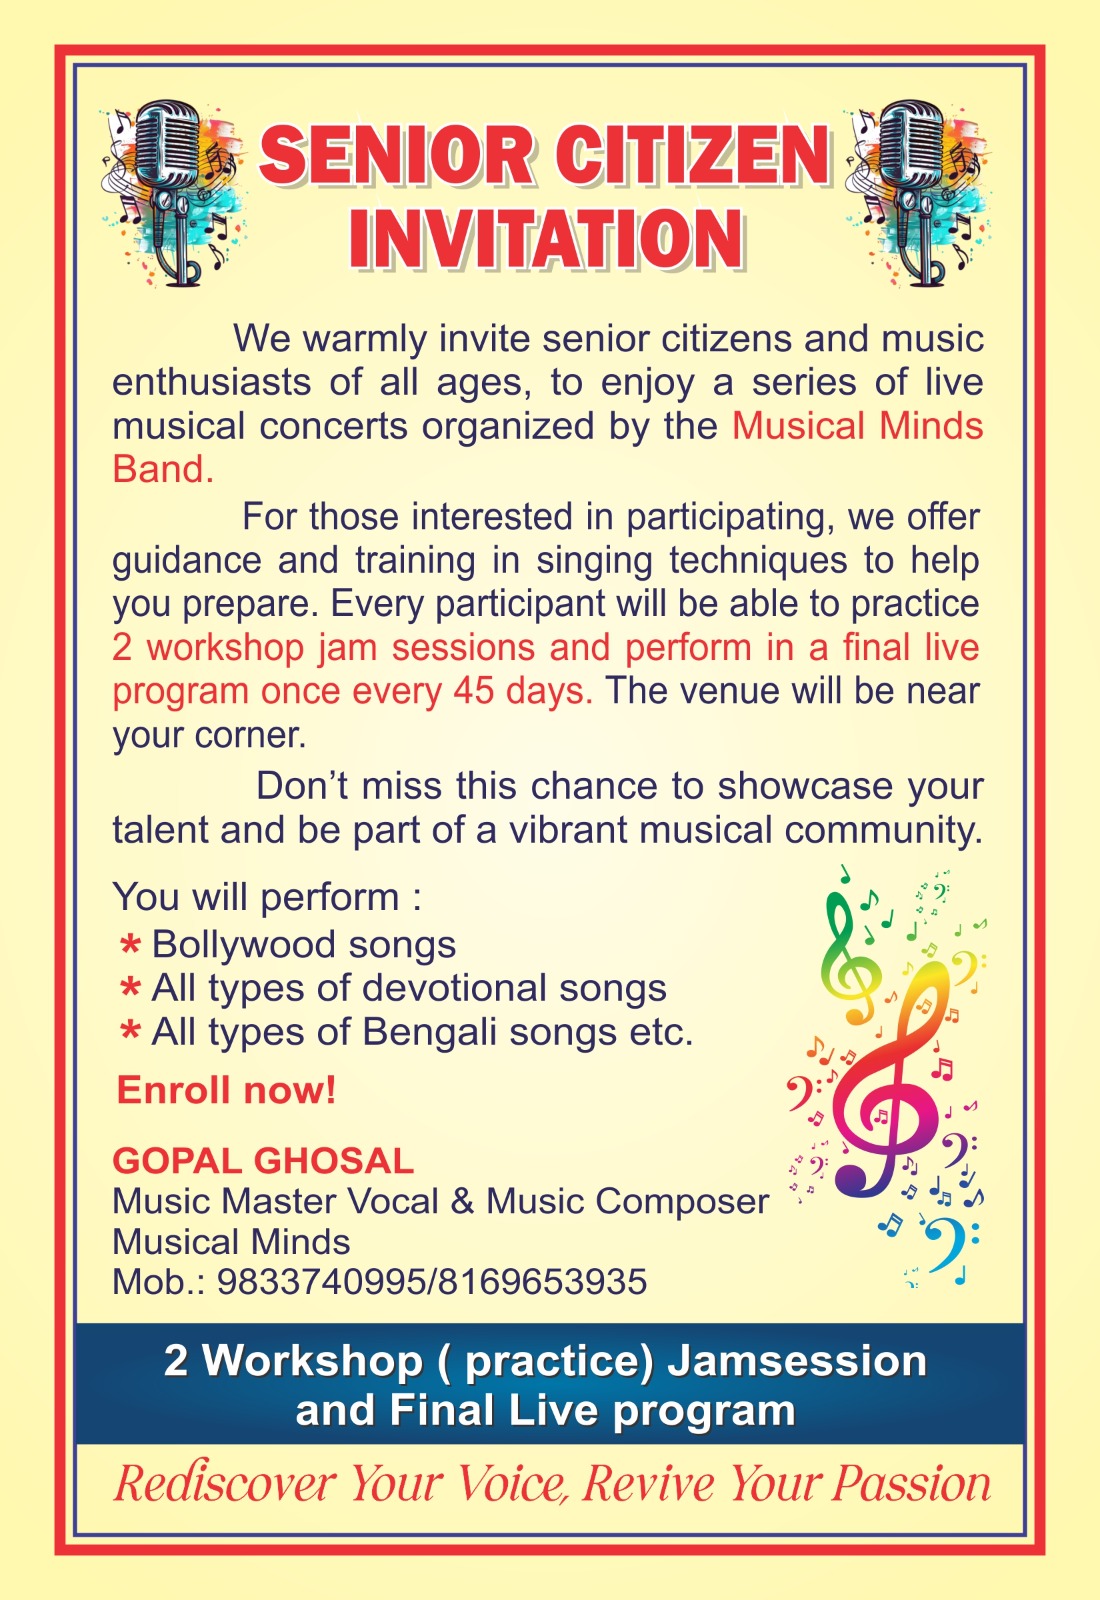 SENIOR CITIZEN
INVITATION
We warmly invite senior citizens and music
enthusiasts of all ages, to enjoy a series of live
musical concerts organized by the Musical Minds
Band.
For those interested in participating, we offer
guidance and training in singing techniques to help
you prepare. Every participant will be able to practice
2 workshop jam sessions and perform in a final live
program once every 45 days. The venue will be near
your corner.
Don't miss this chance to showcase your
talent and be part of a vibrant musical community.
You will perform :
* Bollywood songs
* All types of devotional songs
* All types of Bengali songs etc.
Enroll now!
GOPAL GHOSAL
Music Master Vocal & Music Composer
Musical Minds
Mob.: 9833740995/8169653935
2 Workshop ( practice) Jamsession
and Final Live program
Rediscover Your Voice, Revive Your Passion